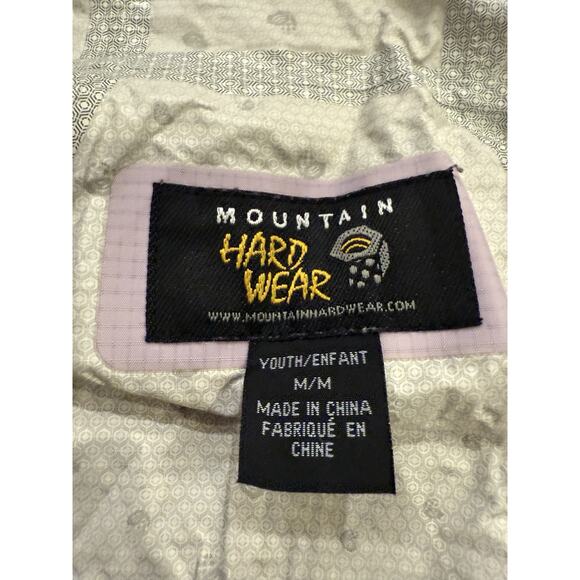 MOUNTAIN
HARD
WEAR
WWW.MOUNTAINHARDWEAR.COM
YOUTH/ENFANT
M/M
MADE IN CHINA
FABRIQUÉ EN
CHINE